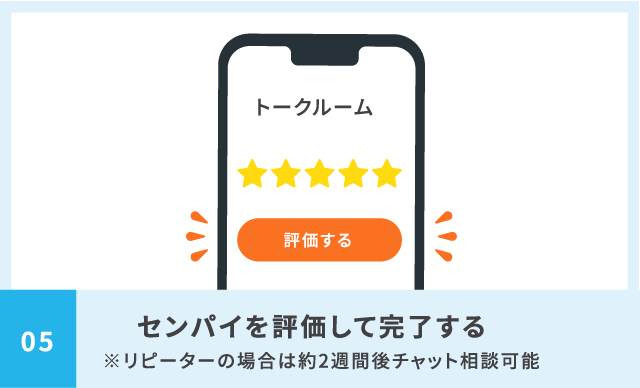 トークルーム
評価する
05
センパイを評価して完了する
※リピーターの場合は約2週間後チャット相談可能